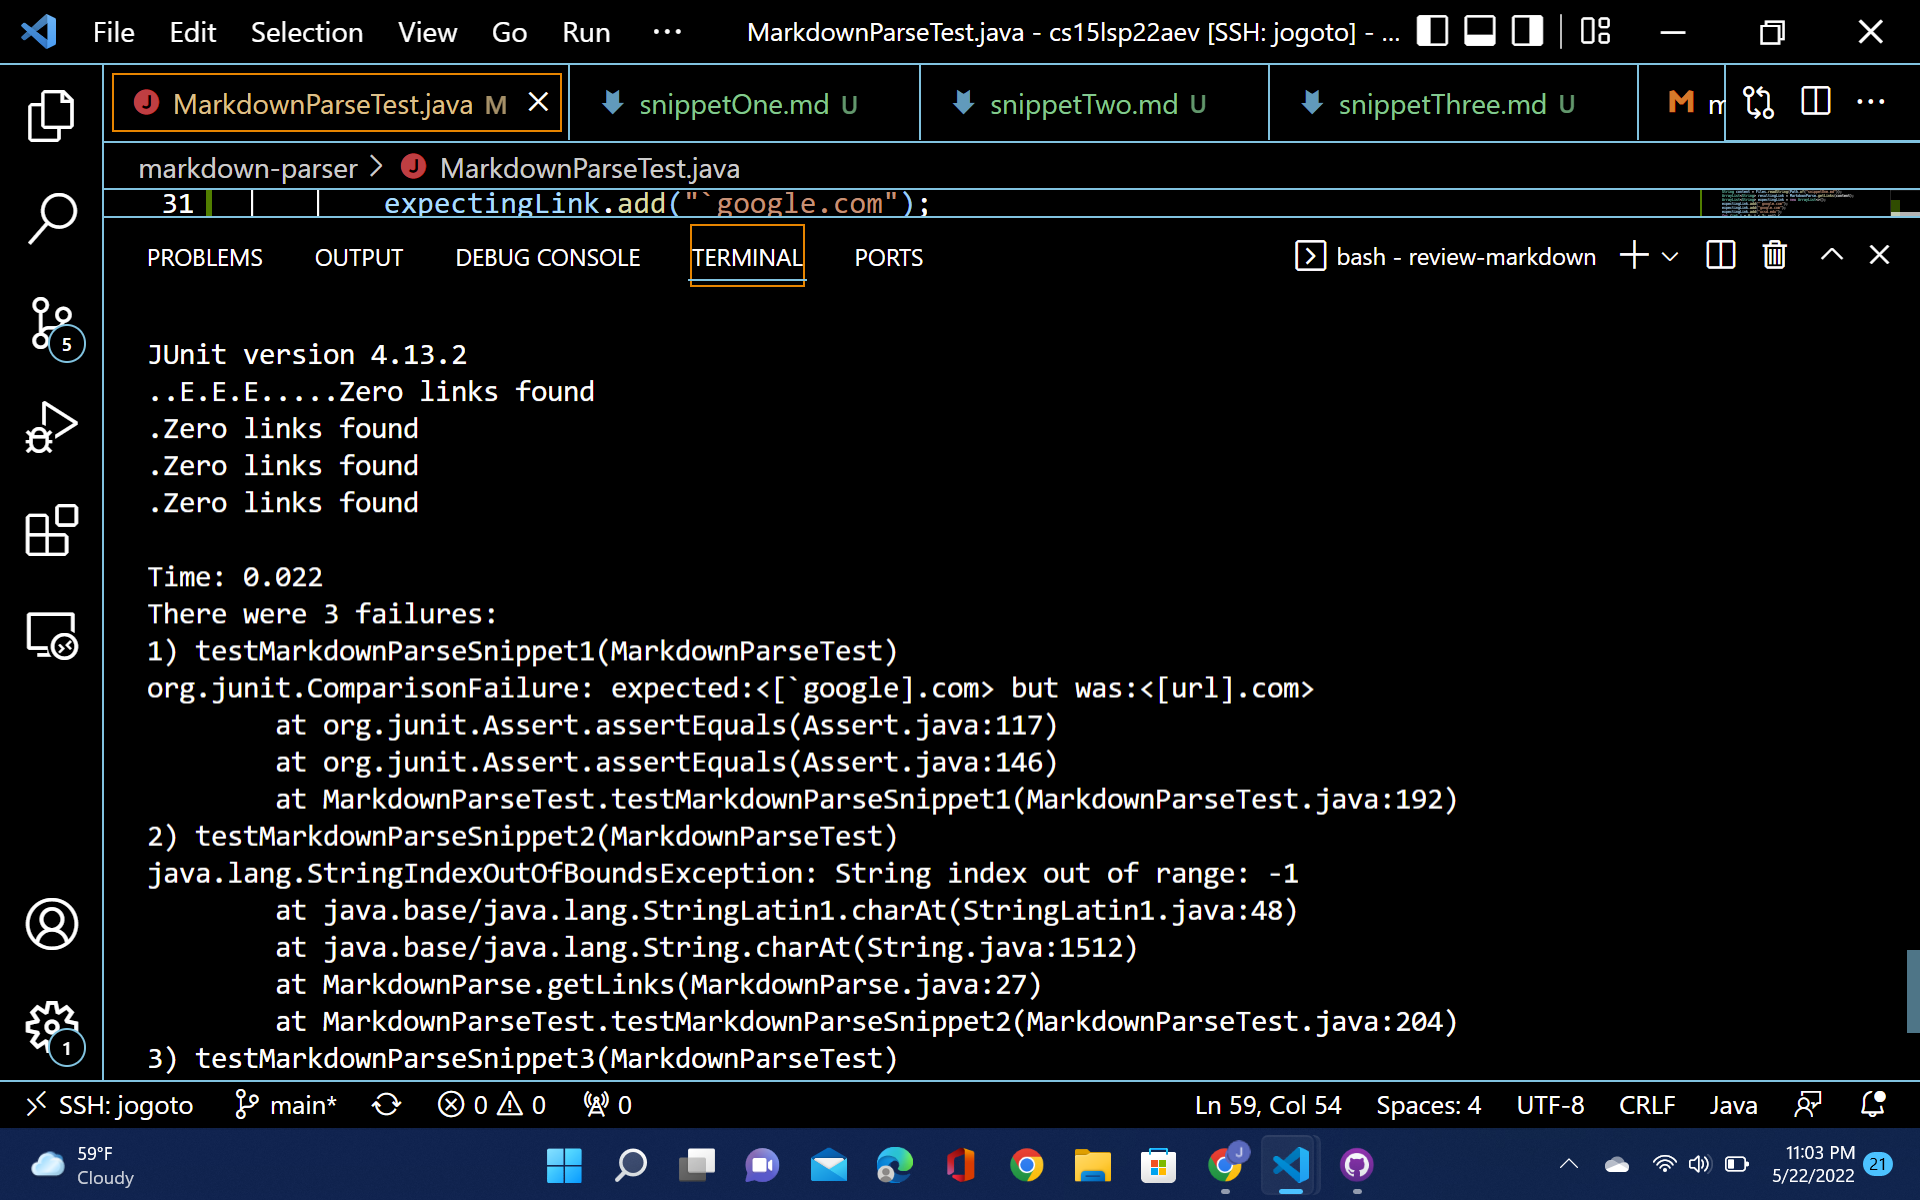 File Edit Selection View Go Run ··· MarkdownParseTest.java - cs15lsp22aev [SSH: jogoto] - ...
J MarkdownParseTest.java M snippetOne.md U snippetTwo.md U snippetThree.md U M ···
markdown-parser > J MarkdownParseTest.java
31 expectingLink.add("`google.com");
PROBLEMS OUTPUT DEBUG CONSOLE TERMINAL PORTS bash - review-markdown
JUnit version 4.13.2
..E.E.E.....Zero links found
.Zero links found
.Zero links found
.Zero links found
Time: 0.022
There were 3 failures:
1) testMarkdownParseSnippet1(MarkdownParseTest)
org.junit.ComparisonFailure: expected:<[`google].com> but was:<[url].com>
at org.junit.Assert.assertEquals(Assert.java:117)
at org.junit.Assert.assertEquals(Assert.java:146)
at MarkdownParseTest.testMarkdownParseSnippet1(MarkdownParseTest.java:192)
2) testMarkdownParseSnippet2(MarkdownParseTest)
java.lang.StringIndexOutOfBoundsException: String index out of range: -1
at java.base/java.lang.StringLatin1.charAt(StringLatin1.java:48)
at java.base/java.lang.String.charAt(String.java:1512)
at MarkdownParse.getLinks(MarkdownParse.java:27)
at MarkdownParseTest.testMarkdownParseSnippet2(MarkdownParseTest.java:204)
3) testMarkdownParseSnippet3(MarkdownParseTest)
5
1
SSH: jogoto main* 0 0 0 Ln 59, Col 54 Spaces: 4 UTF-8 CRLF Java
59°F
Cloudy
J
11:03 PM
5/22/2022
21